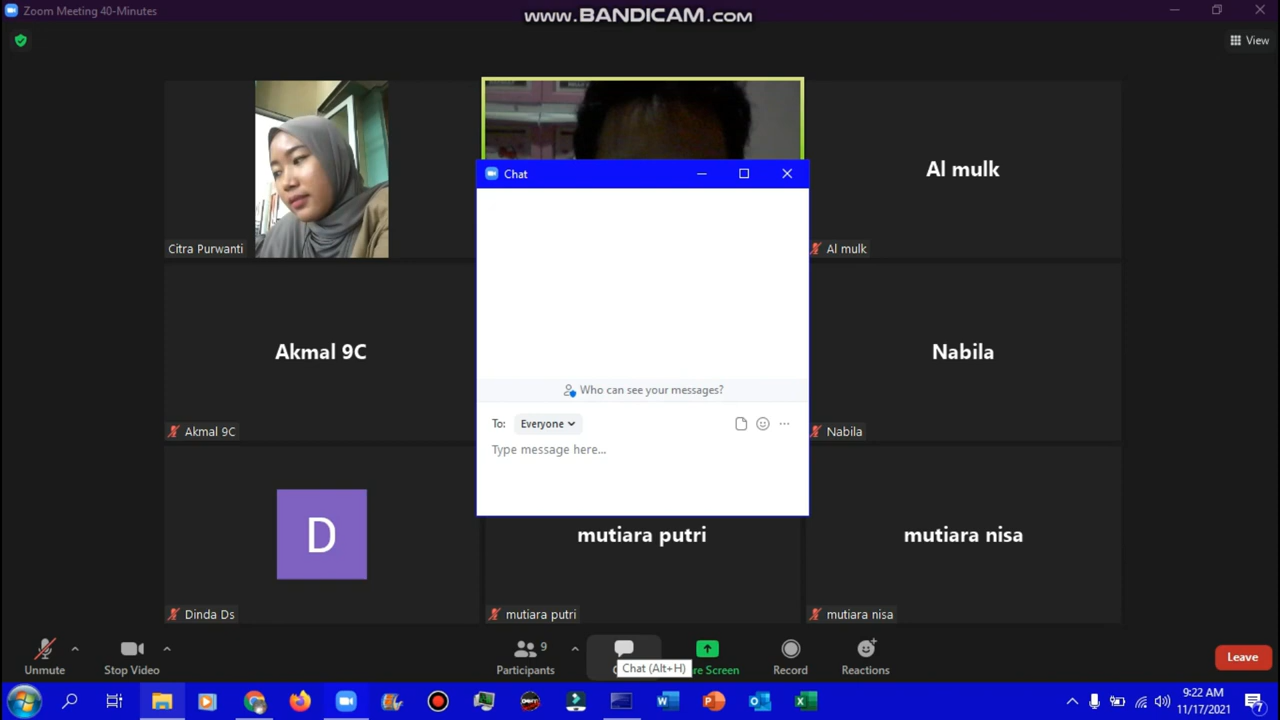 Zoom Meeting 40-Minutes
www.BANDICAM.com
View
Citra Purwanti
Al mulk
Al mulk
Chat
Who can see your messages?
To: Everyone
Type message here...
Akmal 9C
Akmal 9C
Nabila
Nabila
D
Dinda Ds
mutiara putri
mutiara putri
mutiara nisa
mutiara nisa
Unmute
Stop Video
9
Participants
C
Chat (Alt+H)
re Screen
Record
Reactions
Leave
9:22 AM
11/17/2021
7